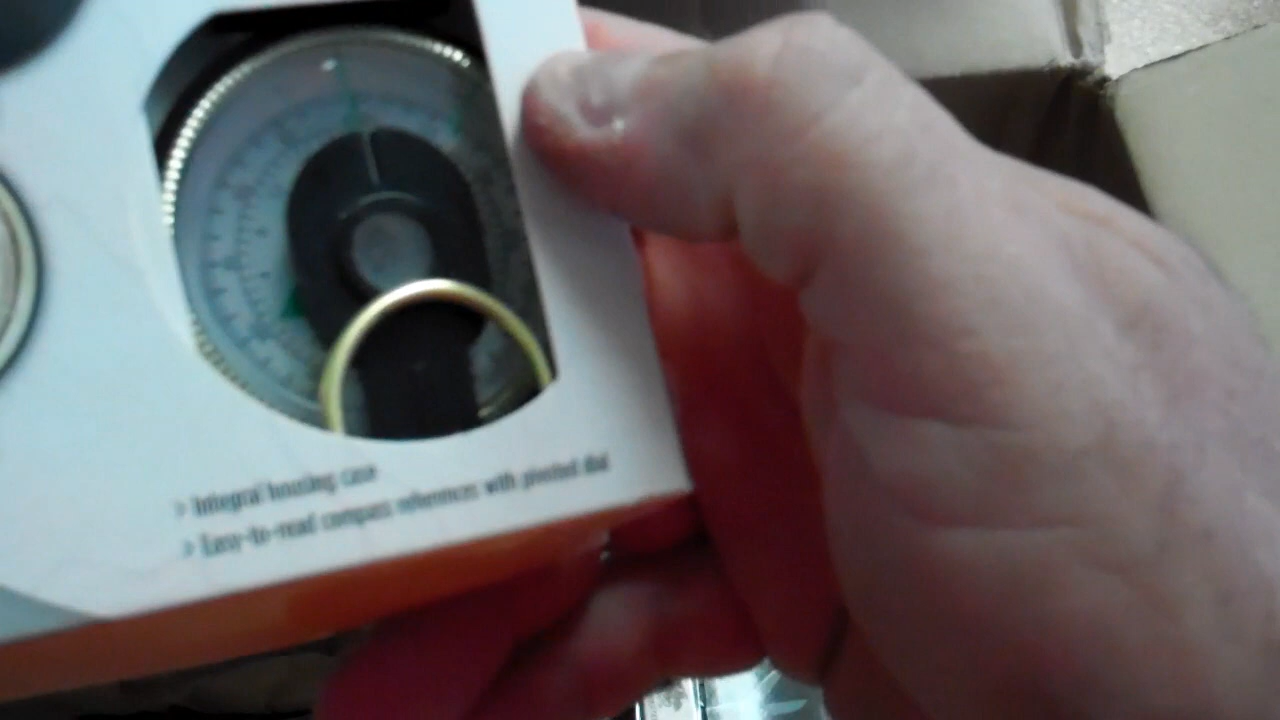 > Integral housing case
> Easy-to-read compass references with pivoted dial